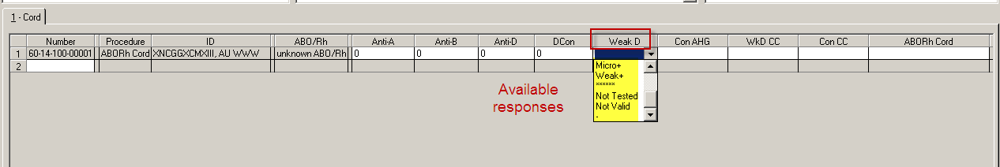 1 - Cord
Number Procedure ID ABO/Rh Anti-A Anti-B Anti-D DCon Weak D Con AHG WkD CC Con CC ABORh Cord
1 60-14-100-00001 ABORh Cord XNCGGXCMXIII, AU WWW unknown ABO/Rh 0 0 0 0
2
Micro+
Weak+
******
Not Tested
Not Valid
-
Available
responses